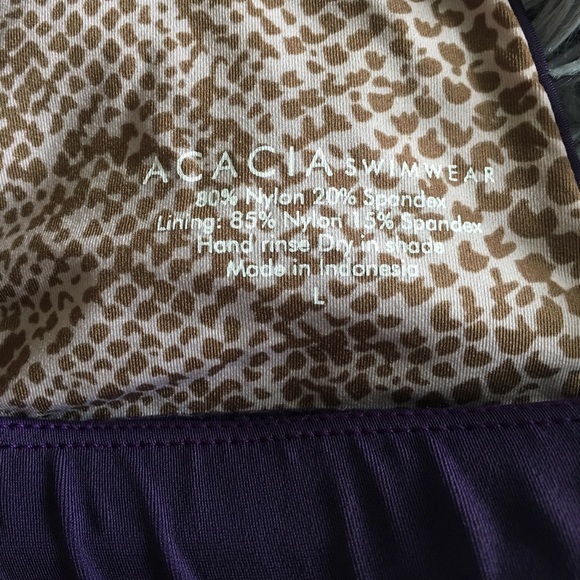 ACACIA SWIMWEAR
80% Nylon 20% Spandex
Lining: 85% Nylon 15% Spandex
Hand rinse Dry in shade
Made in Indonesia
L